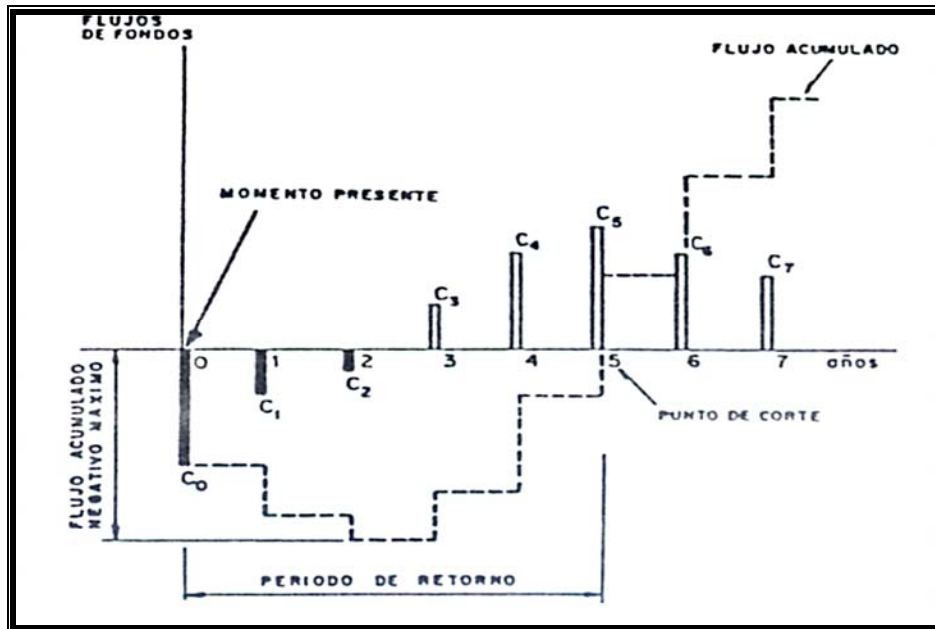 FLUJOS
DE FONDOS
FLUJO ACUMULADO
MOMENTO PRESENTE
C5
C4
C6
C7
C3
0 1 2 3 4 5 6 7 años
C1
C2
PUNTO DE CORTE
C0
FLUJO ACUMULADO
NEGATIVO MAXIMO
PERIODO DE RETORNO